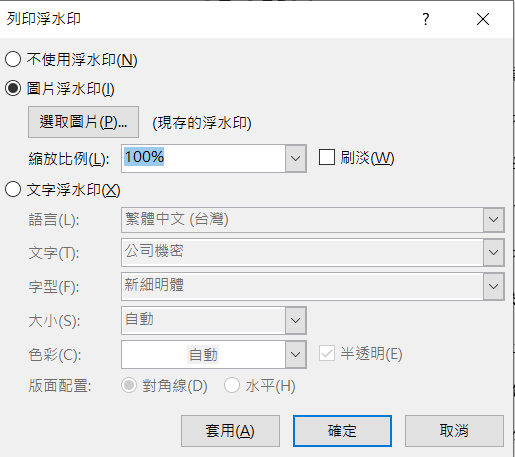 列印浮水印 ? ×
不使用浮水印(N)
圖片浮水印(I)
選取圖片(P)... (現存的浮水印)
縮放比例(L): 100% 刷淡(W)
文字浮水印(X)
語言(L): 繁體中文 (台灣)
文字(T): 公司機密
字型(F): 新細明體
大小(S): 自動
色彩(C): 自動 半透明(E)
版面配置: 對角線(D) 水平(H)
套用(A) 確定 取消